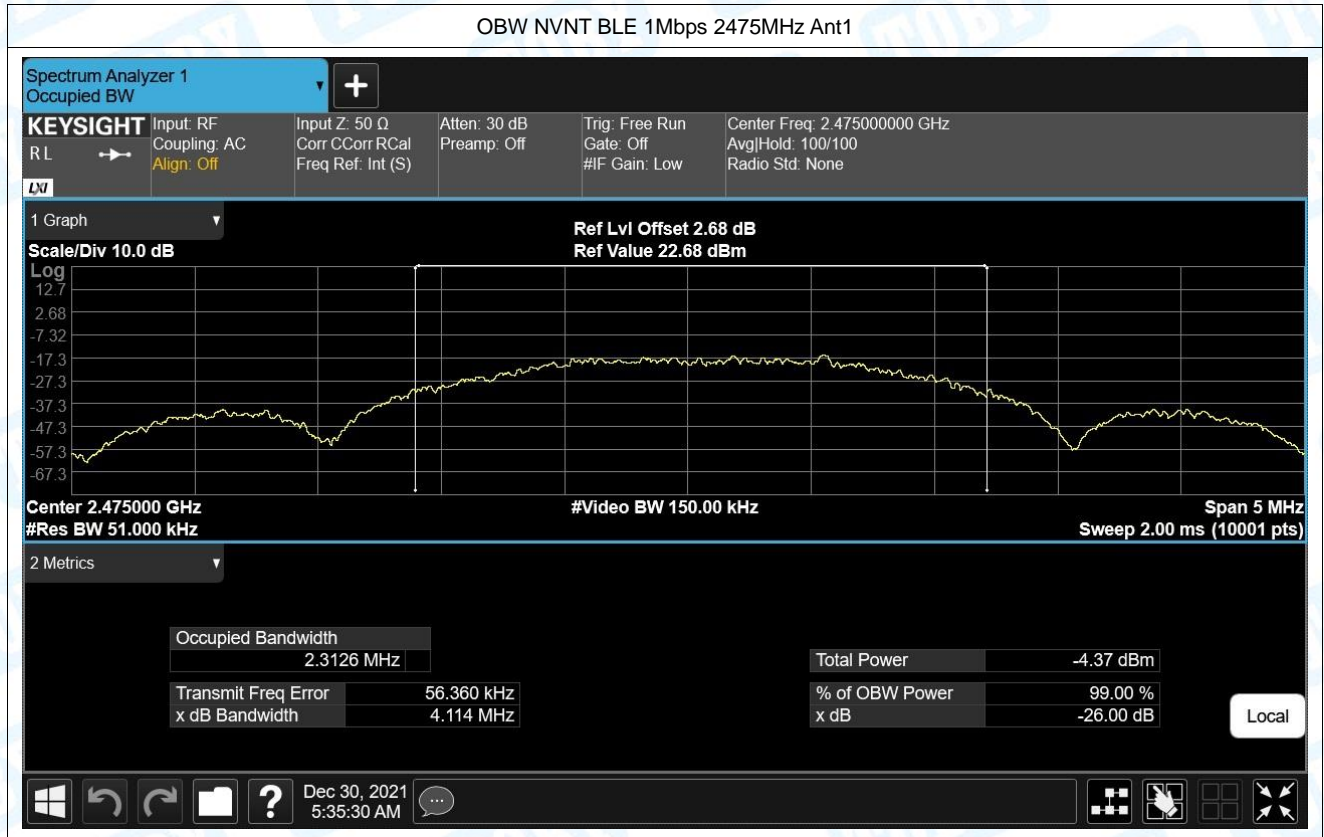 OBW NVNT BLE 1Mbps 2475MHz Ant1
Spectrum Analyzer 1
Occupied BW
KEYSIGHT
R L
LXI
Input: RF
Coupling: AC
Align: Off
Input Z: 50 Ω
Corr CCorr RCal
Freq Ref: Int (S)
Atten: 30 dB
Preamp: Off
Trig: Free Run
Gate: Off
#IF Gain: Low
Center Freq: 2.475000000 GHz
Avg|Hold: 100/100
Radio Std: None
1 Graph
Scale/Div 10.0 dB
Ref Lvl Offset 2.68 dB
Ref Value 22.68 dBm
Log
12.7
2.68
-7.32
-17.3
-27.3
-37.3
-47.3
-57.3
-67.3
Center 2.475000 GHz
#Video BW 150.00 kHz
Span 5 MHz
#Res BW 51.000 kHz
Sweep 2.00 ms (10001 pts)
2 Metrics
Occupied Bandwidth
2.3126 MHz
Total Power -4.37 dBm
Transmit Freq Error 56.360 kHz
% of OBW Power 99.00 %
x dB Bandwidth 4.114 MHz
x dB -26.00 dB
Local
?
Dec 30, 2021
5:35:30 AM
TOBY